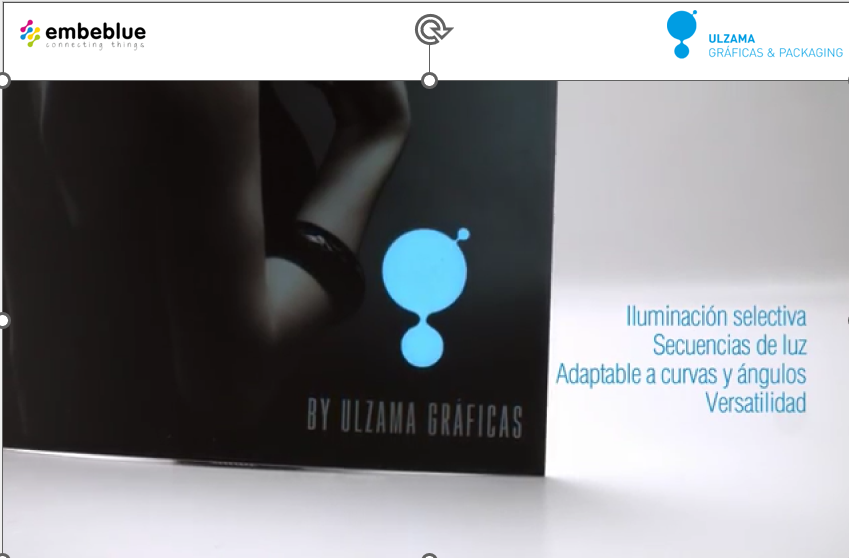 embeblue
connecting things
ULZAMA
GRÁFICAS & PACKAGING
BY ULZAMA GRÁFICAS
Iluminación selectiva
Secuencias de luz
Adaptable a curvas y ángulos
Versatilidad